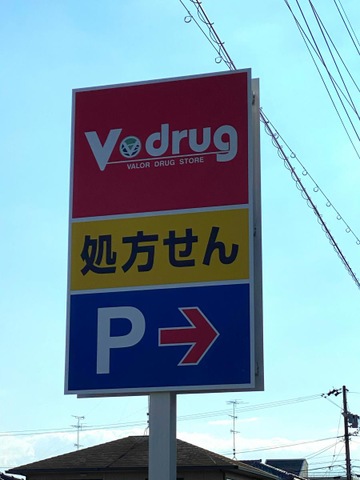 V.drug
VALOR DRUG STORE
処方せん
P